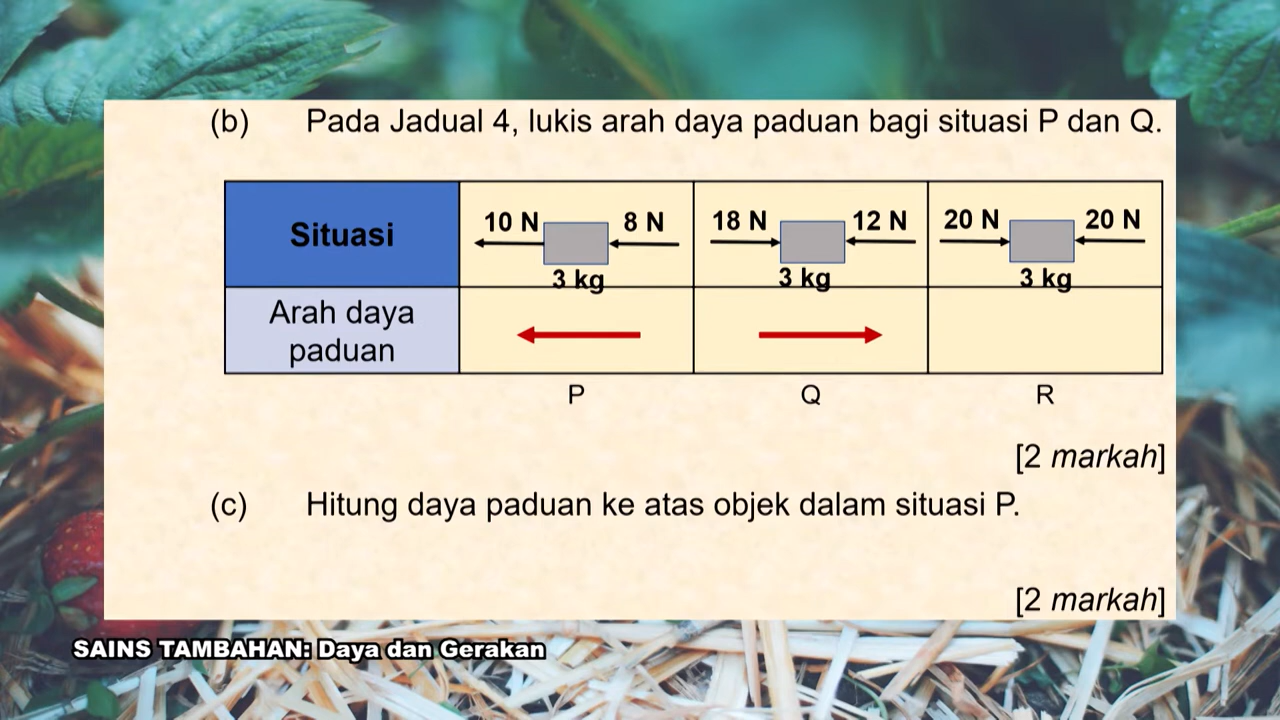 (b) Pada Jadual 4, lukis arah daya paduan bagi situasi P dan Q.
Situasi
10 N 8 N
3 kg
18 N 12 N
3 kg
20 N 20 N
3 kg
Arah daya
paduan
P Q R
[2 markah]
(c) Hitung daya paduan ke atas objek dalam situasi P.
[2 markah]
SAINS TAMBAHAN: Daya dan Gerakan